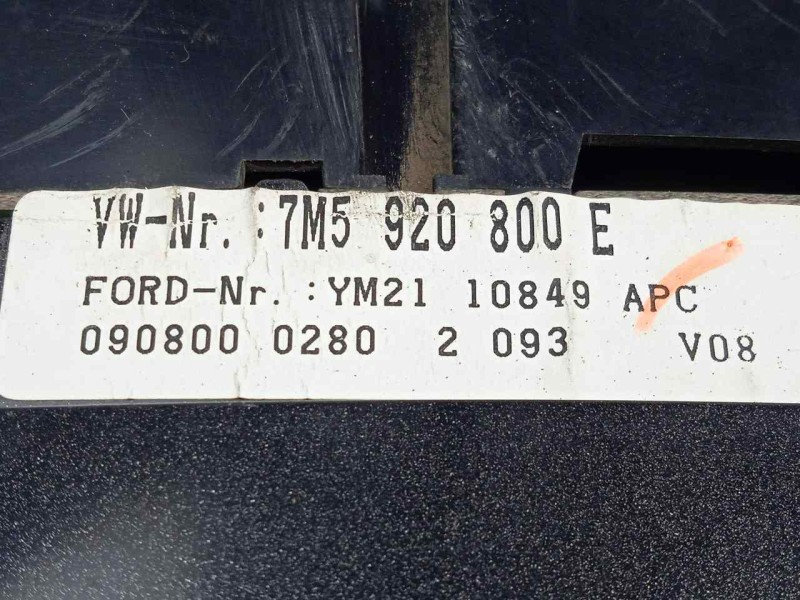 VW-Nr. :7M5 920 800 E
FORD-Nr. :YM21 10849 APC
090800 0280 2 093 V08